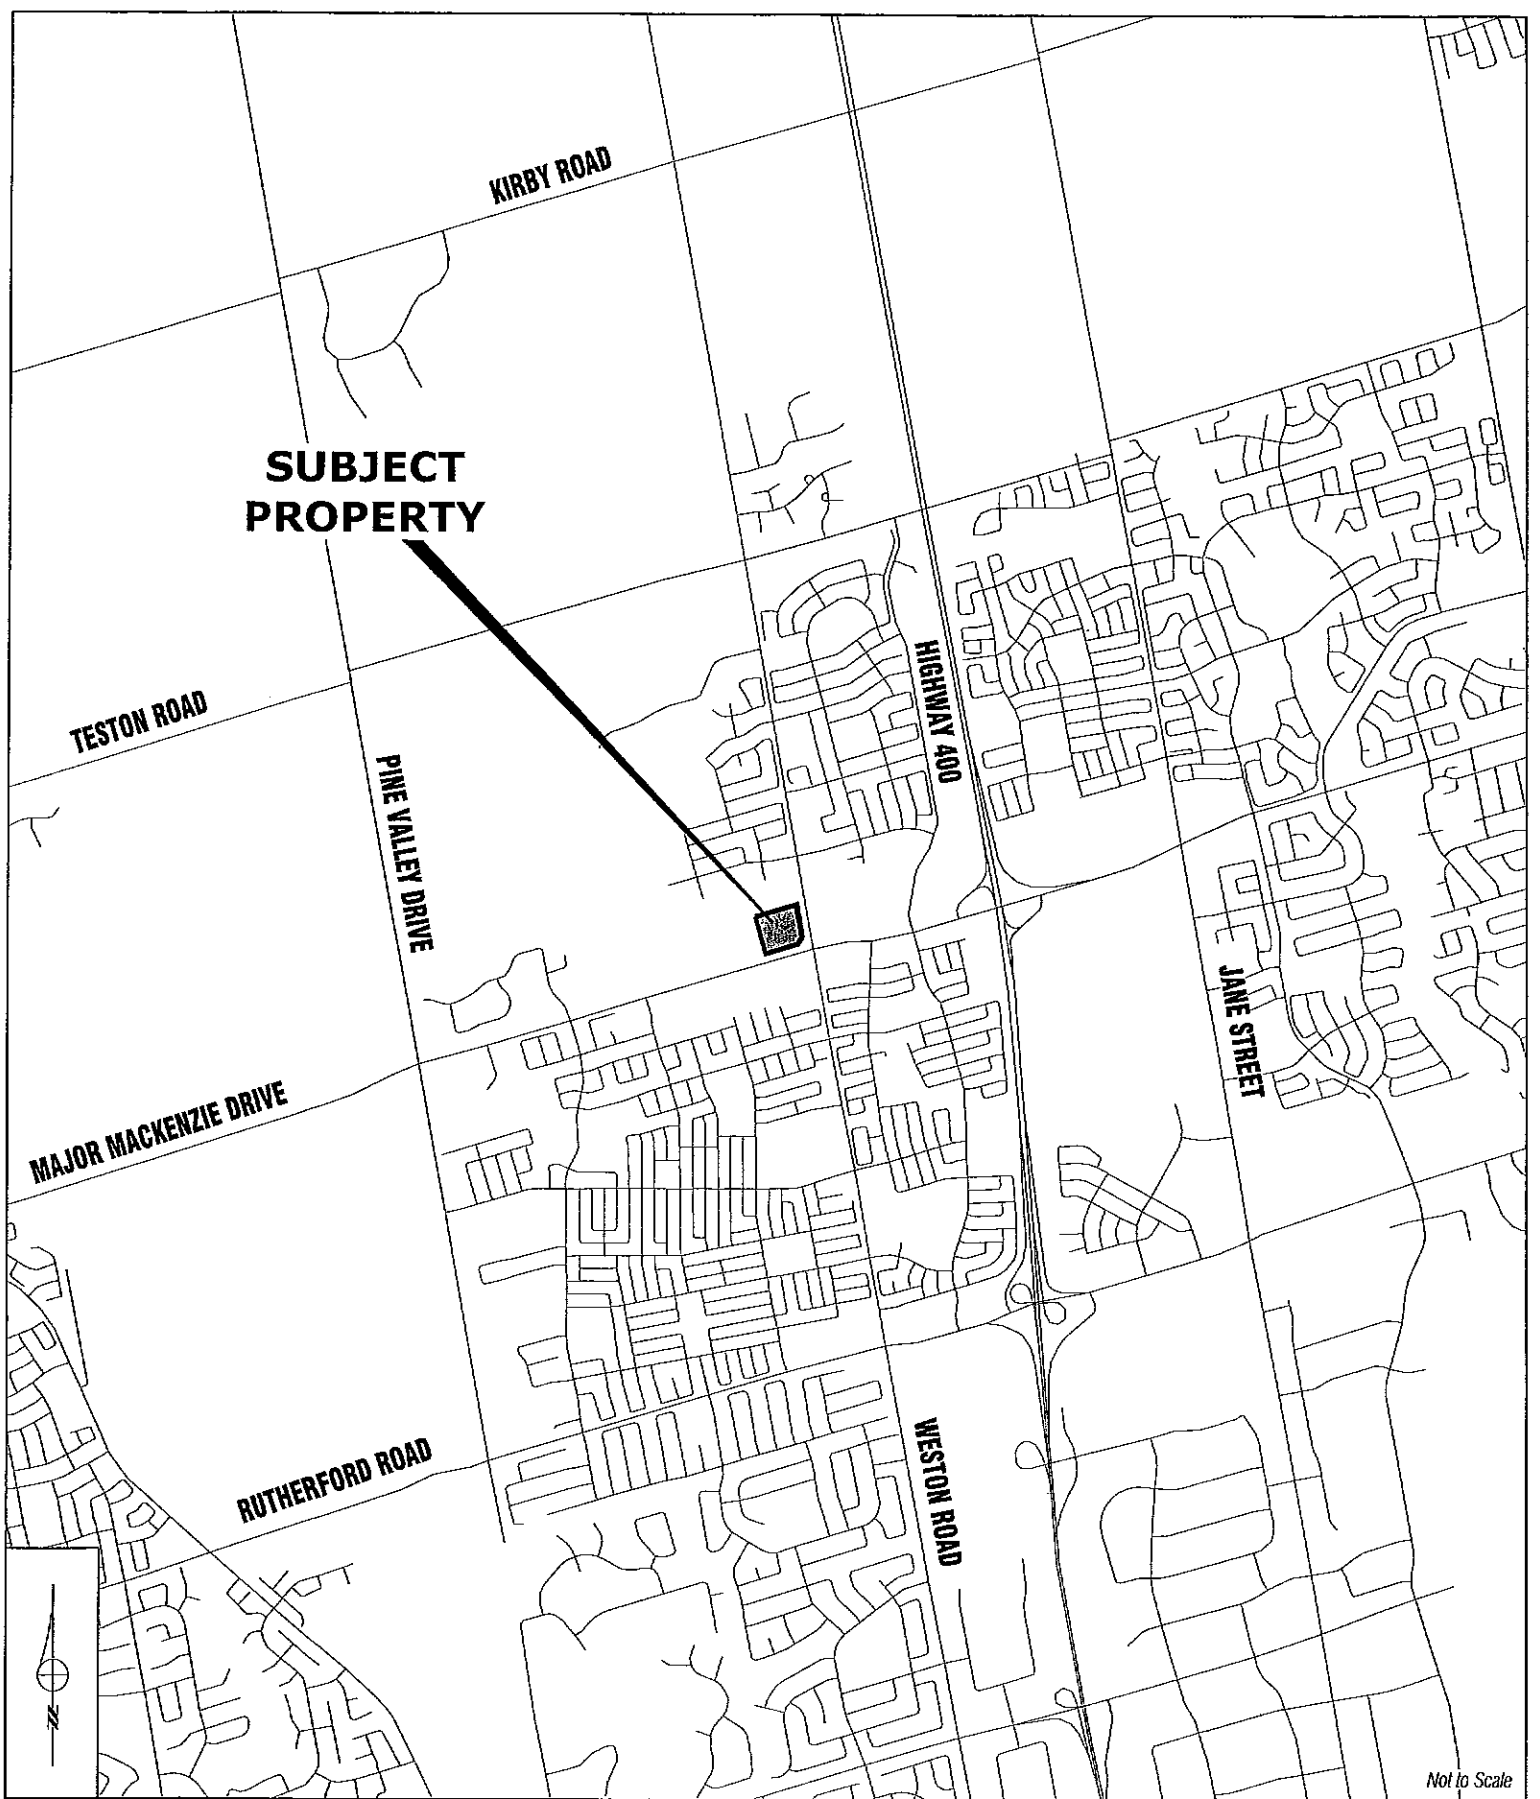 KIRBY ROAD
SUBJECT
PROPERTY
HIGHWAY 400
TESTON ROAD
PINE VALLEY DRIVE
JANE STREET
MAJOR MACKENZIE DRIVE
WESTON ROAD
RUTHERFORD ROAD
N
Not to Scale